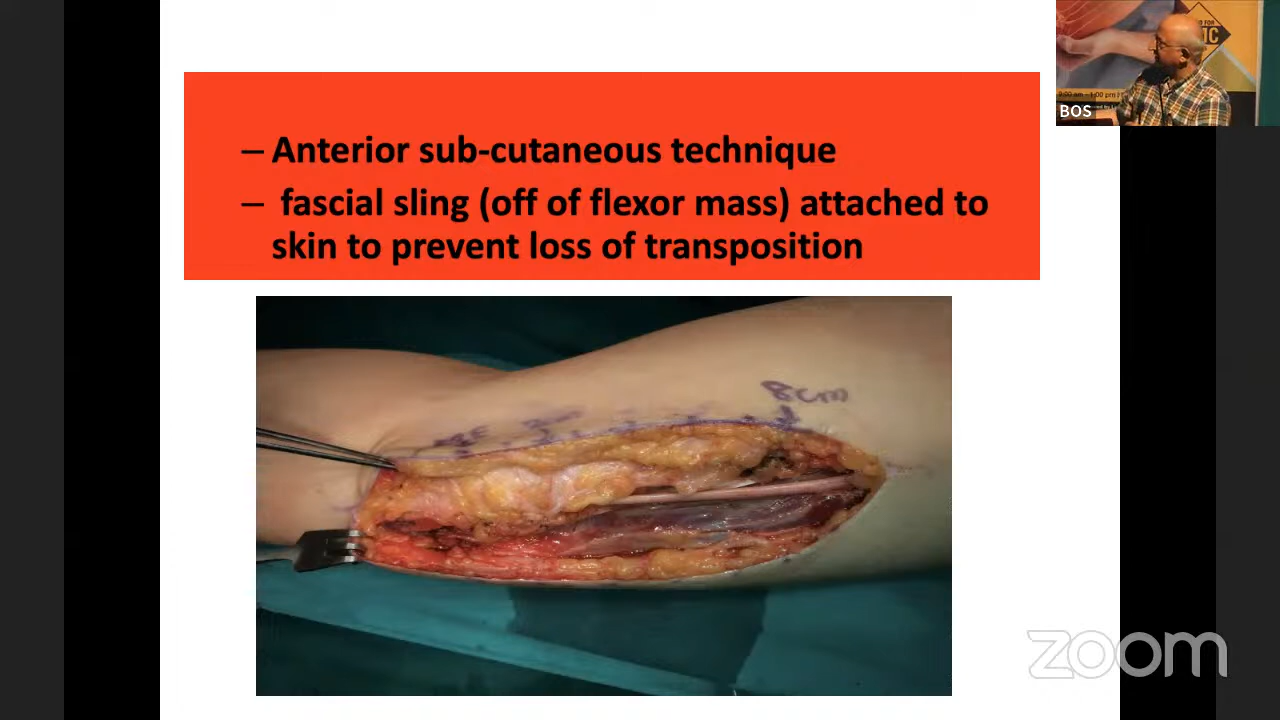 – Anterior sub-cutaneous technique
– fascial sling (off of flexor mass) attached to
skin to prevent loss of transposition
8cm
BOS
zoom